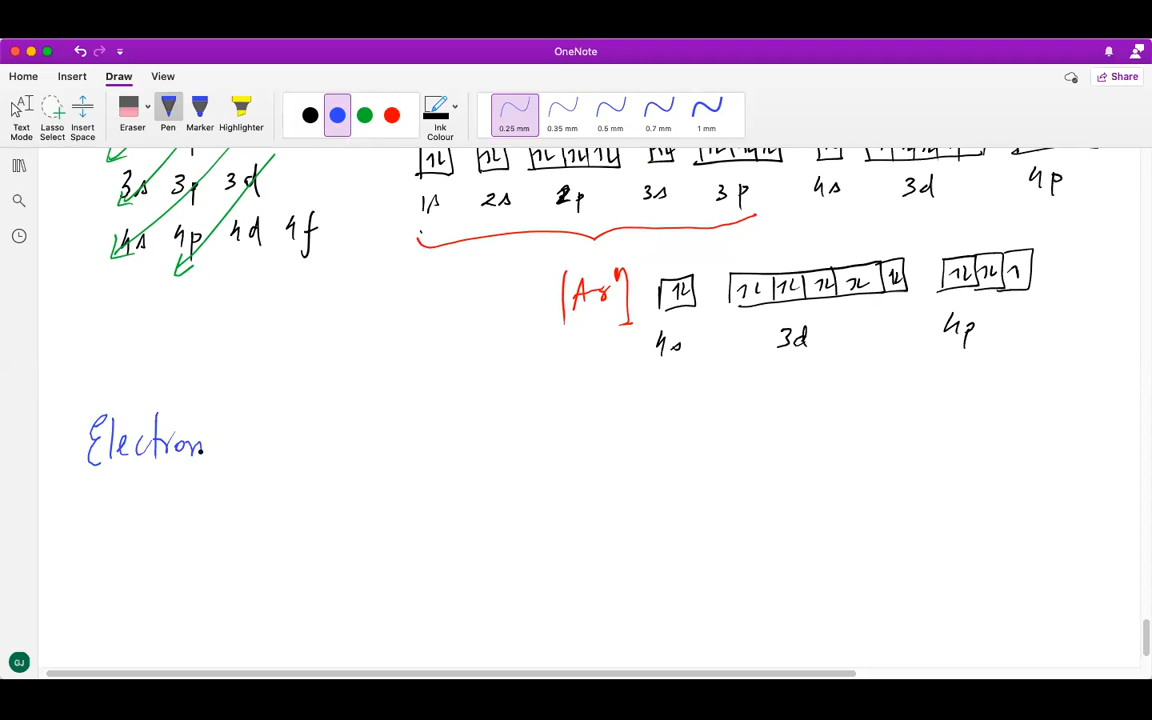 OneNote
Home Insert Draw View Share
Text Mode Lasso Select Insert Space Eraser Pen Marker Highlighter Ink Colour 0.25 mm 0.35 mm 0.5 mm 0.7 mm 1 mm
3s 3p 3d
1s 2s 2p 3s 3p 4s 3d 4p
4s 4p 4d 4f
[Ar]
4s 3d 4p
Electron
GJ